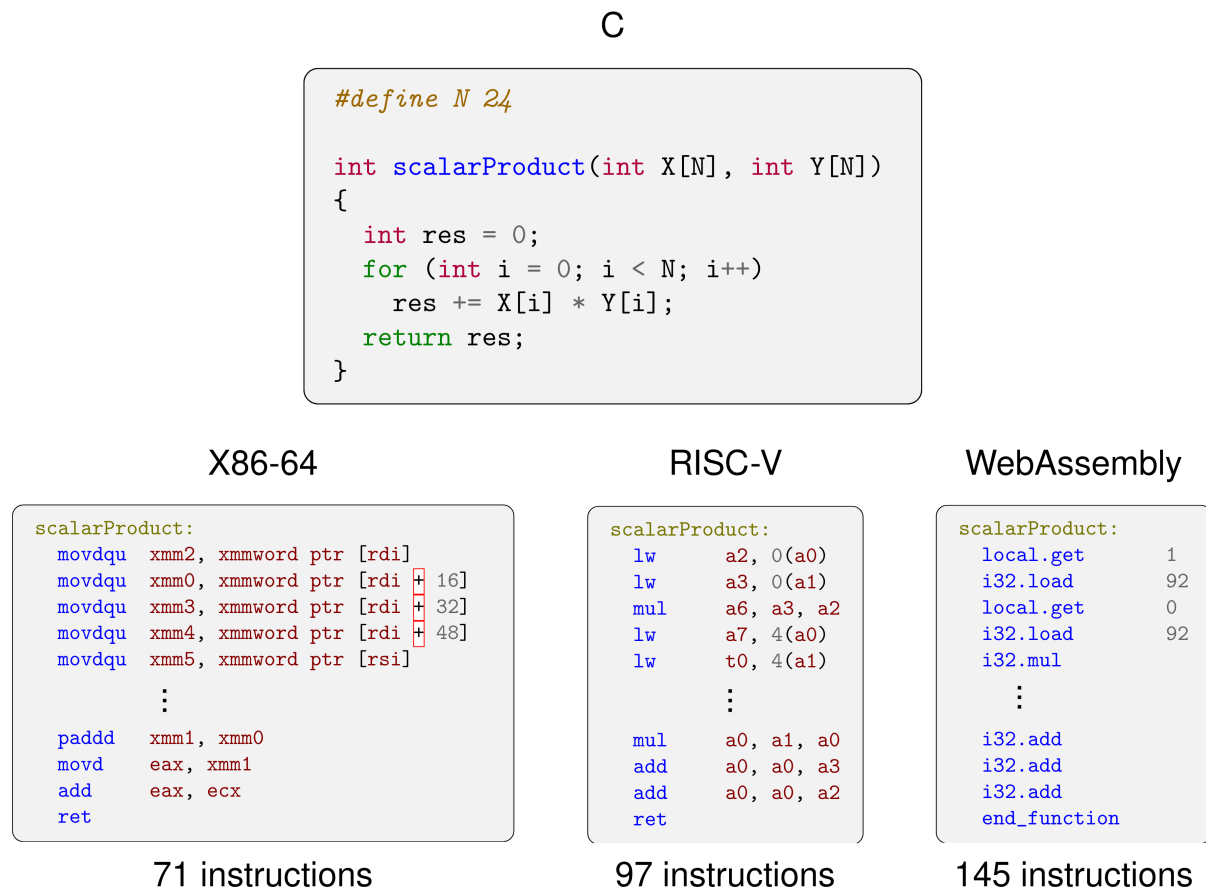 C
#define N 24
int scalarProduct(int X[N], int Y[N])
{
int res = 0;
for (int i = 0; i < N; i++)
res += X[i] * Y[i];
return res;
}
X86-64
scalarProduct:
movdqu xmm2, xmmword ptr [rdi]
movdqu xmm0, xmmword ptr [rdi + 16]
movdqu xmm3, xmmword ptr [rdi + 32]
movdqu xmm4, xmmword ptr [rdi + 48]
movdqu xmm5, xmmword ptr [rsi]
⋮
paddd xmm1, xmm0
movd eax, xmm1
add eax, ecx
ret
71 instructions
RISC-V
scalarProduct:
lw a2, 0(a0)
lw a3, 0(a1)
mul a6, a3, a2
lw a7, 4(a0)
lw t0, 4(a1)
⋮
mul a0, a1, a0
add a0, a0, a3
add a0, a0, a2
ret
97 instructions
WebAssembly
scalarProduct:
local.get 1
i32.load 92
local.get 0
i32.load 92
i32.mul
⋮
i32.add
i32.add
i32.add
end_function
145 instructions